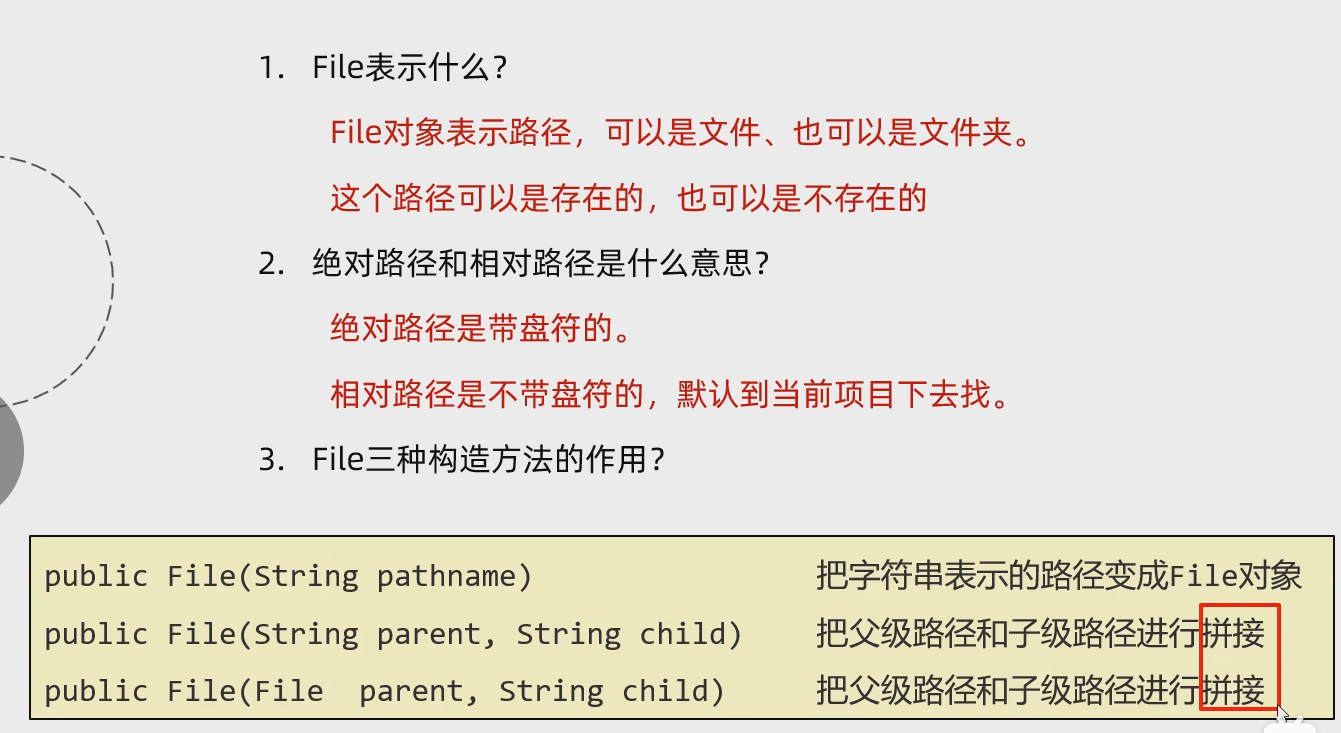 1. File表示什么？
File对象表示路径，可以是文件、也可以是文件夹。
这个路径可以是存在的，也可以是不存在的
2. 绝对路径和相对路径是什么意思？
绝对路径是带盘符的。
相对路径是不带盘符的，默认到当前项目下去找。
3. File三种构造方法的作用？
public File(String pathname) 把字符串表示的路径变成File对象
public File(String parent, String child) 把父级路径和子级路径进行拼接
public File(File  parent, String child) 把父级路径和子级路径进行拼接